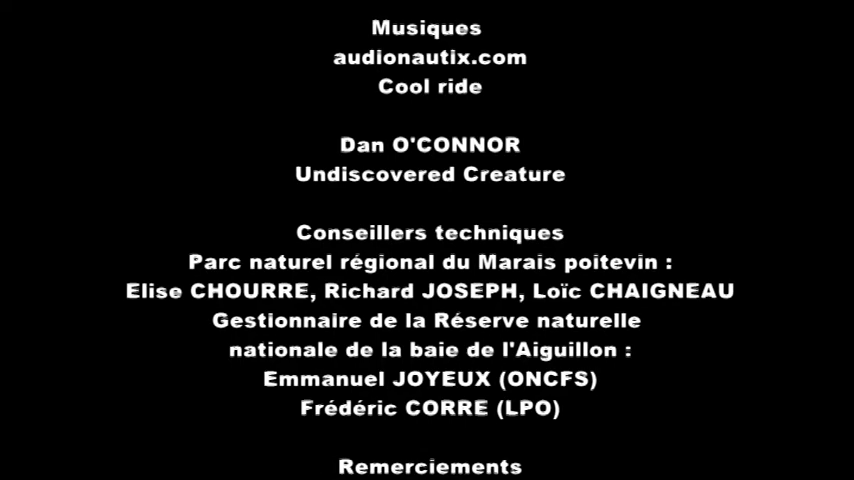 Musiques
audionautix.com
Cool ride
Dan O'CONNOR
Undiscovered Creature
Conseillers techniques
Parc naturel régional du Marais poitevin :
Elise CHOURRE, Richard JOSEPH, Loïc CHAIGNEAU
Gestionnaire de la Réserve naturelle
nationale de la baie de l'Aiguillon :
Emmanuel JOYEUX (ONCFS)
Frédéric CORRE (LPO)
Remerciements